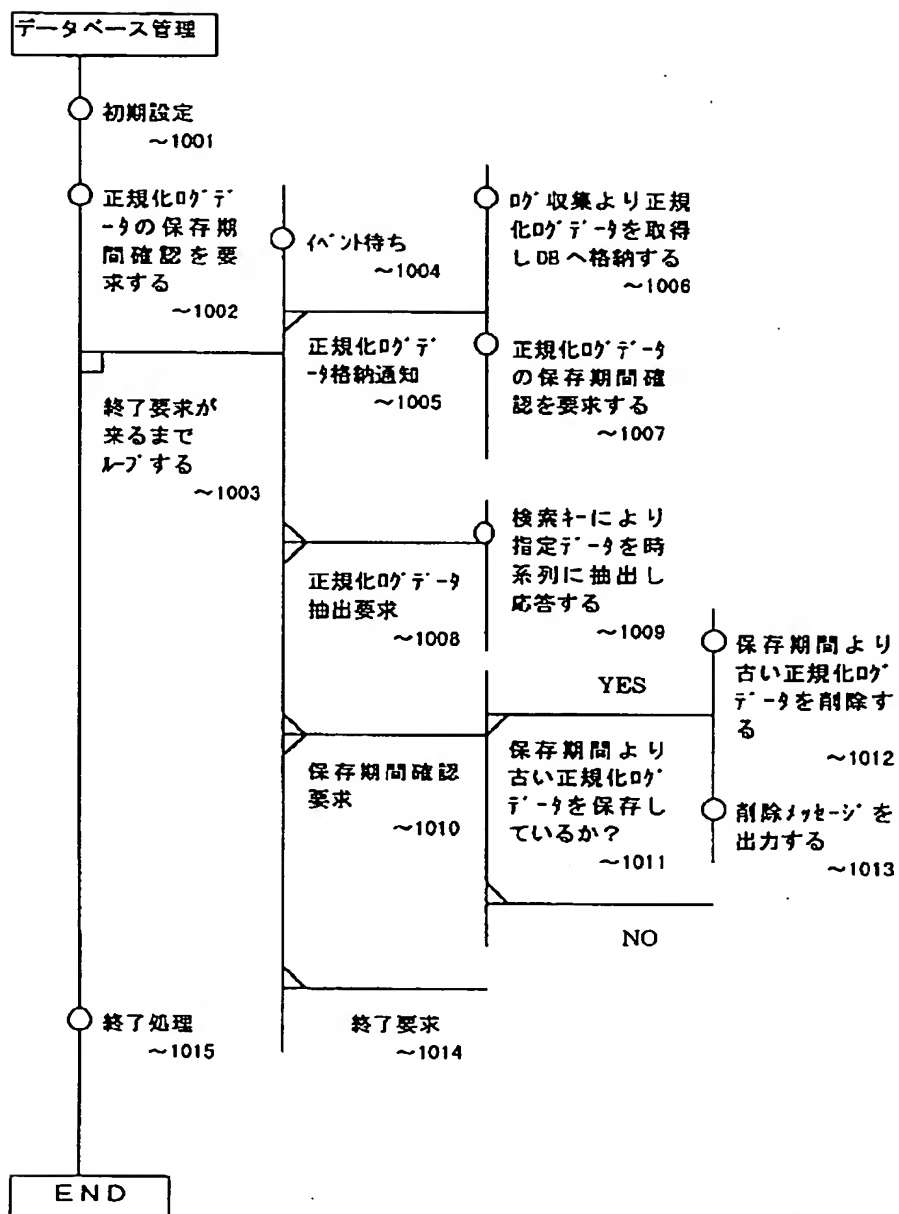 データベース管理
初期設定
~1001
正規化ログデ
ータの保存期
間確認を要
求する
~1002
終了要求が
来るまで
ループする
~1003
イベント待ち
~1004
正規化ログデ
ータ格納通知
~1005
ログ収集より正規
化ログデータを取得
しDBへ格納する
~1006
正規化ログデータ
の保存期間確
認を要求する
~1007
正規化ログデータ
抽出要求
~1008
検索キーにより
指定データを時
系列に抽出し
応答する
~1009
保存期間確認
要求
~1010
YES
保存期間より
古い正規化ログ
データを保存し
ているか?
~1011
NO
保存期間より
古い正規化ログ
データを削除す
る
~1012
削除メッセージを
出力する
~1013
終了要求
~1014
終了処理
~1015
END